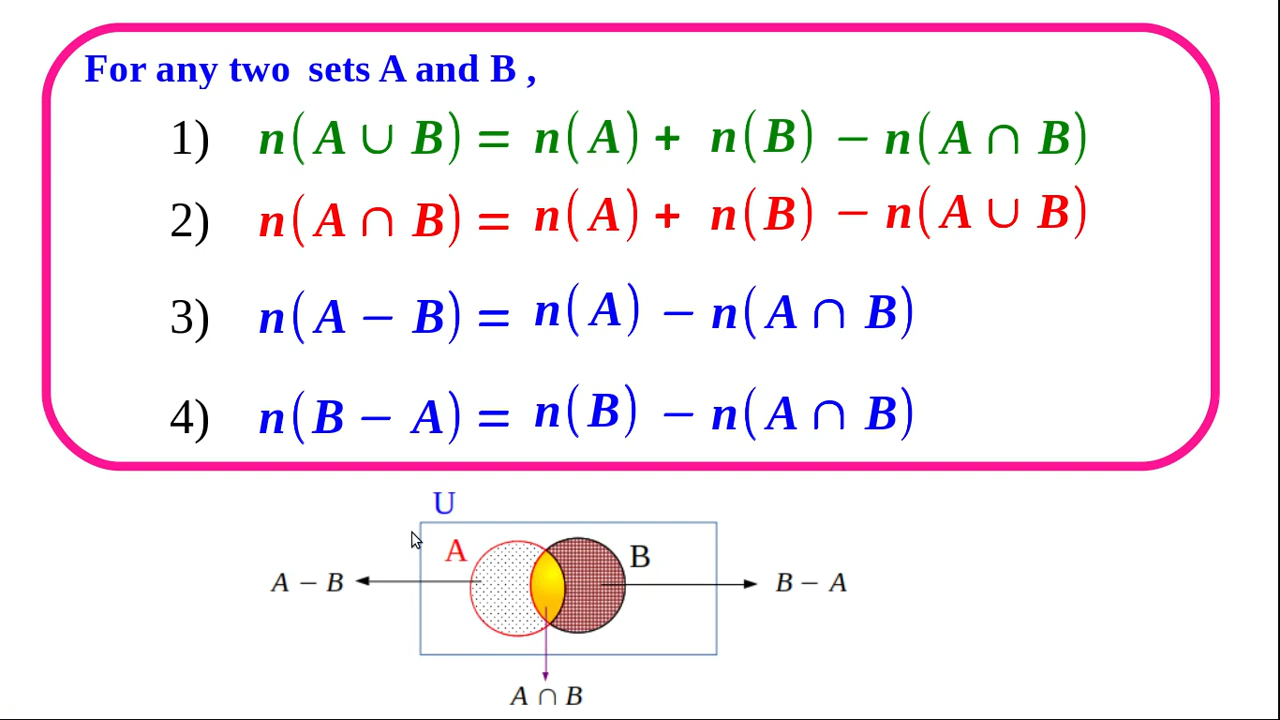 For any two sets A and B ,
1) n(A ∪ B) = n(A) + n(B) − n(A ∩ B)
2) n(A ∩ B) = n(A) + n(B) − n(A ∪ B)
3) n(A − B) = n(A) − n(A ∩ B)
4) n(B − A) = n(B) − n(A ∩ B)
U
A
B
A − B
B − A
A ∩ B